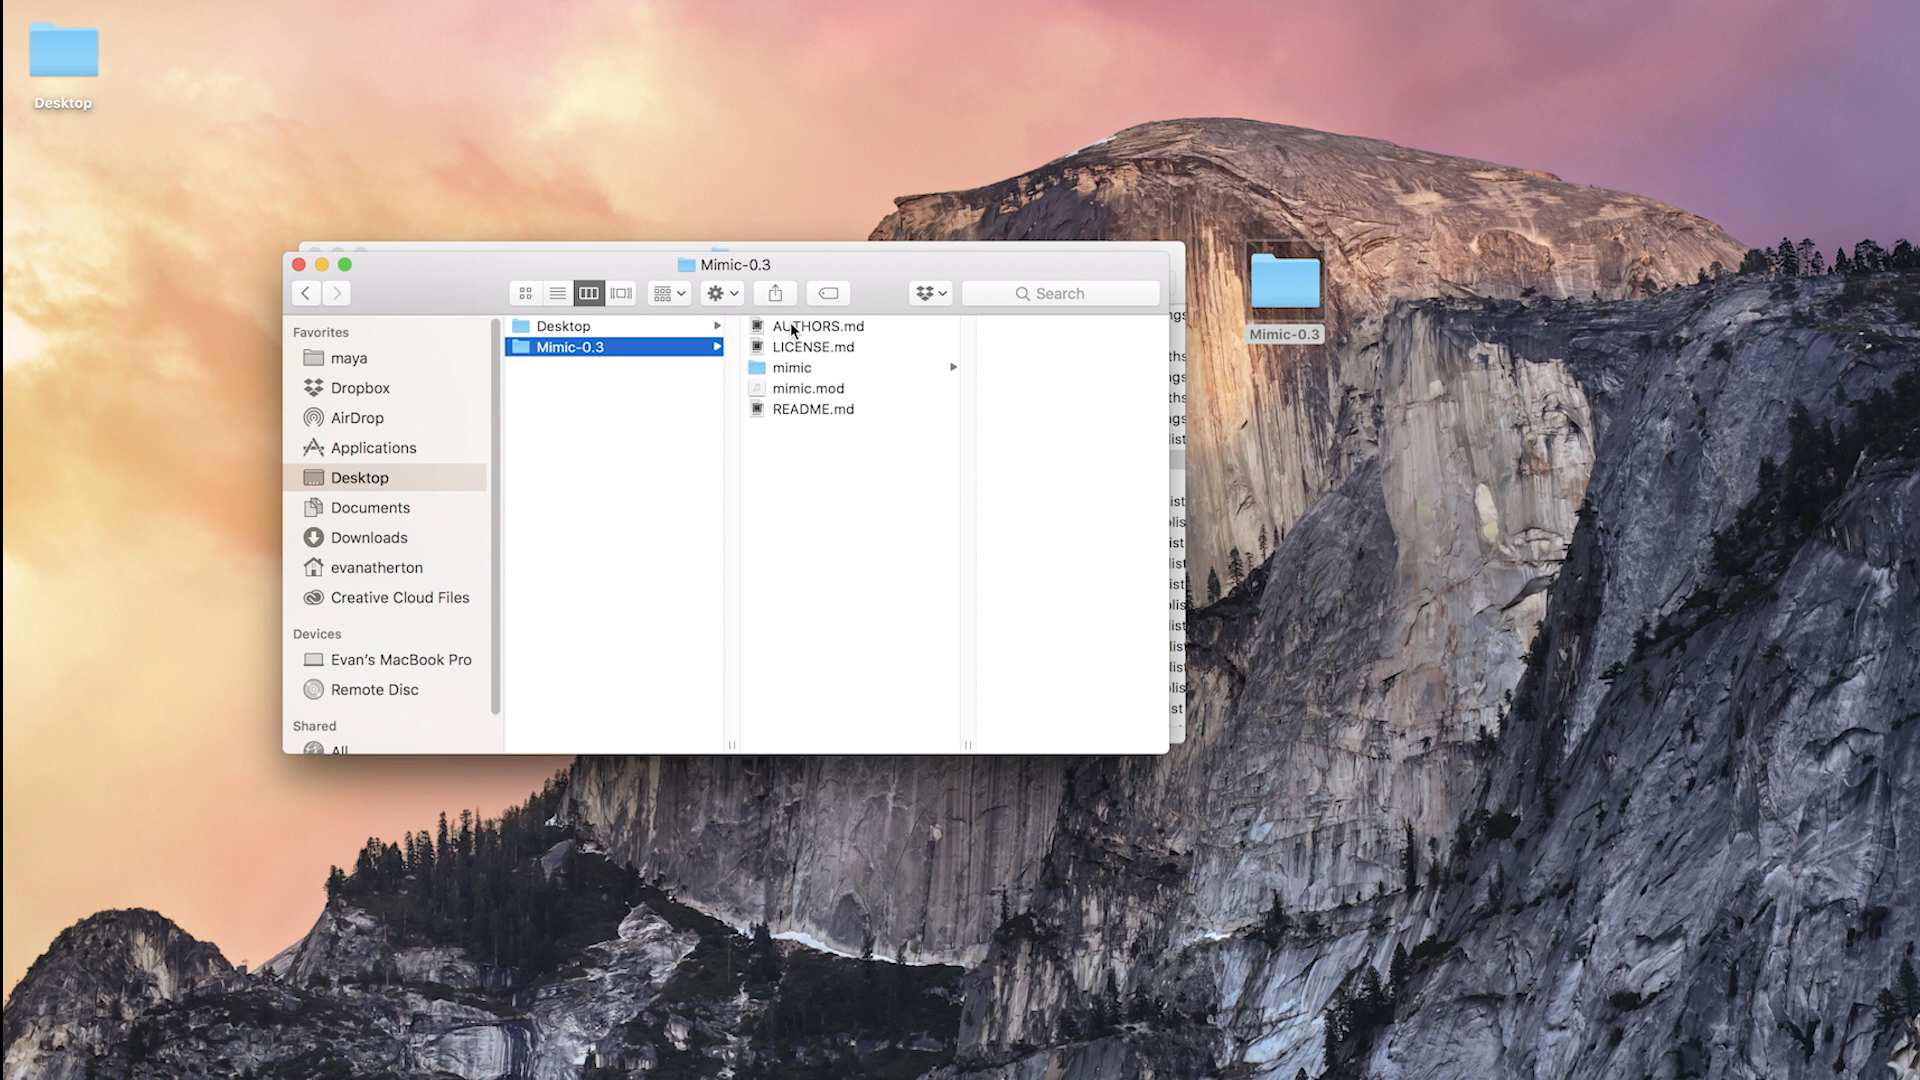 Desktop
Mimic-0.3
Search
Favorites
maya
Dropbox
AirDrop
Applications
Desktop
Documents
Downloads
evanatherton
Creative Cloud Files
Devices
Evan's MacBook Pro
Remote Disc
Shared
All
Desktop
Mimic-0.3
AUTHORS.md
LICENSE.md
mimic
mimic.mod
README.md
Mimic-0.3